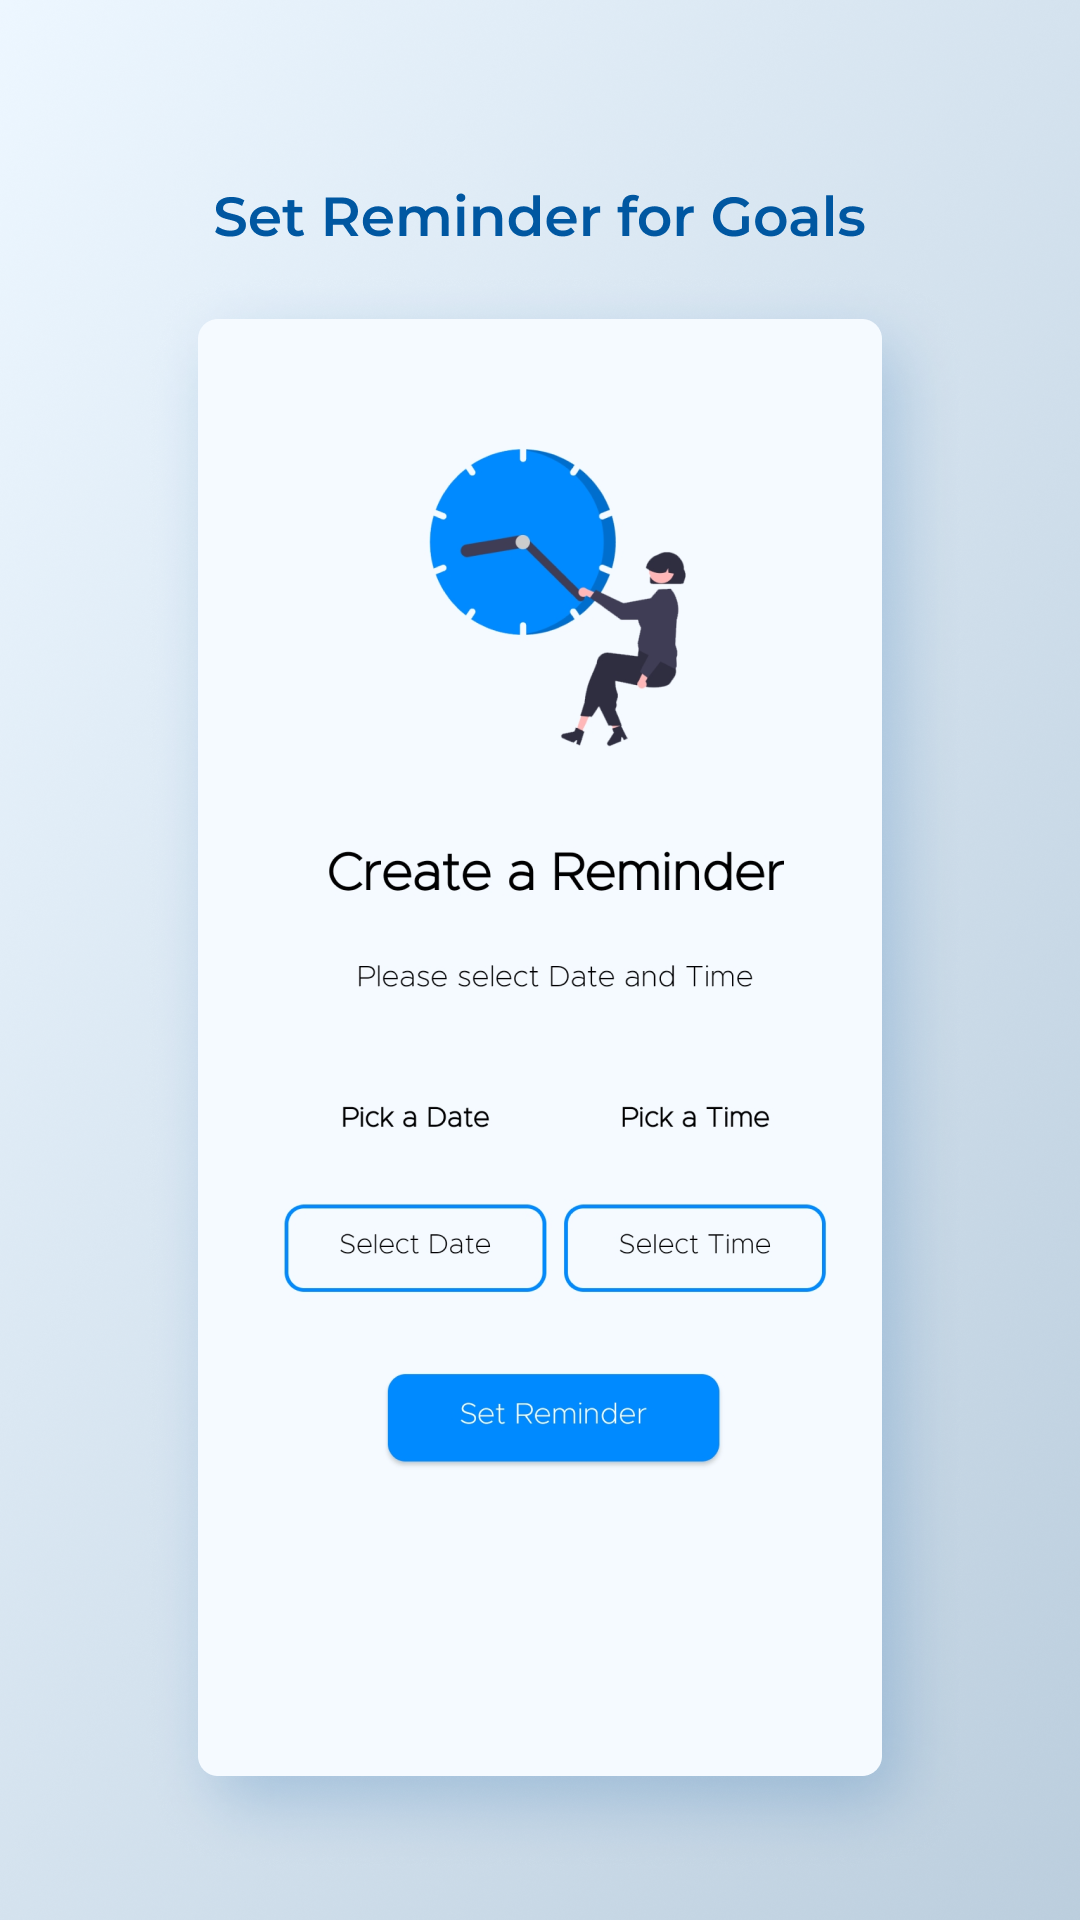 Set Reminder for Goals
Create a Reminder
Please select Date and Time
Pick a Date
Pick a Time
Select Date
Select Time
Set Reminder